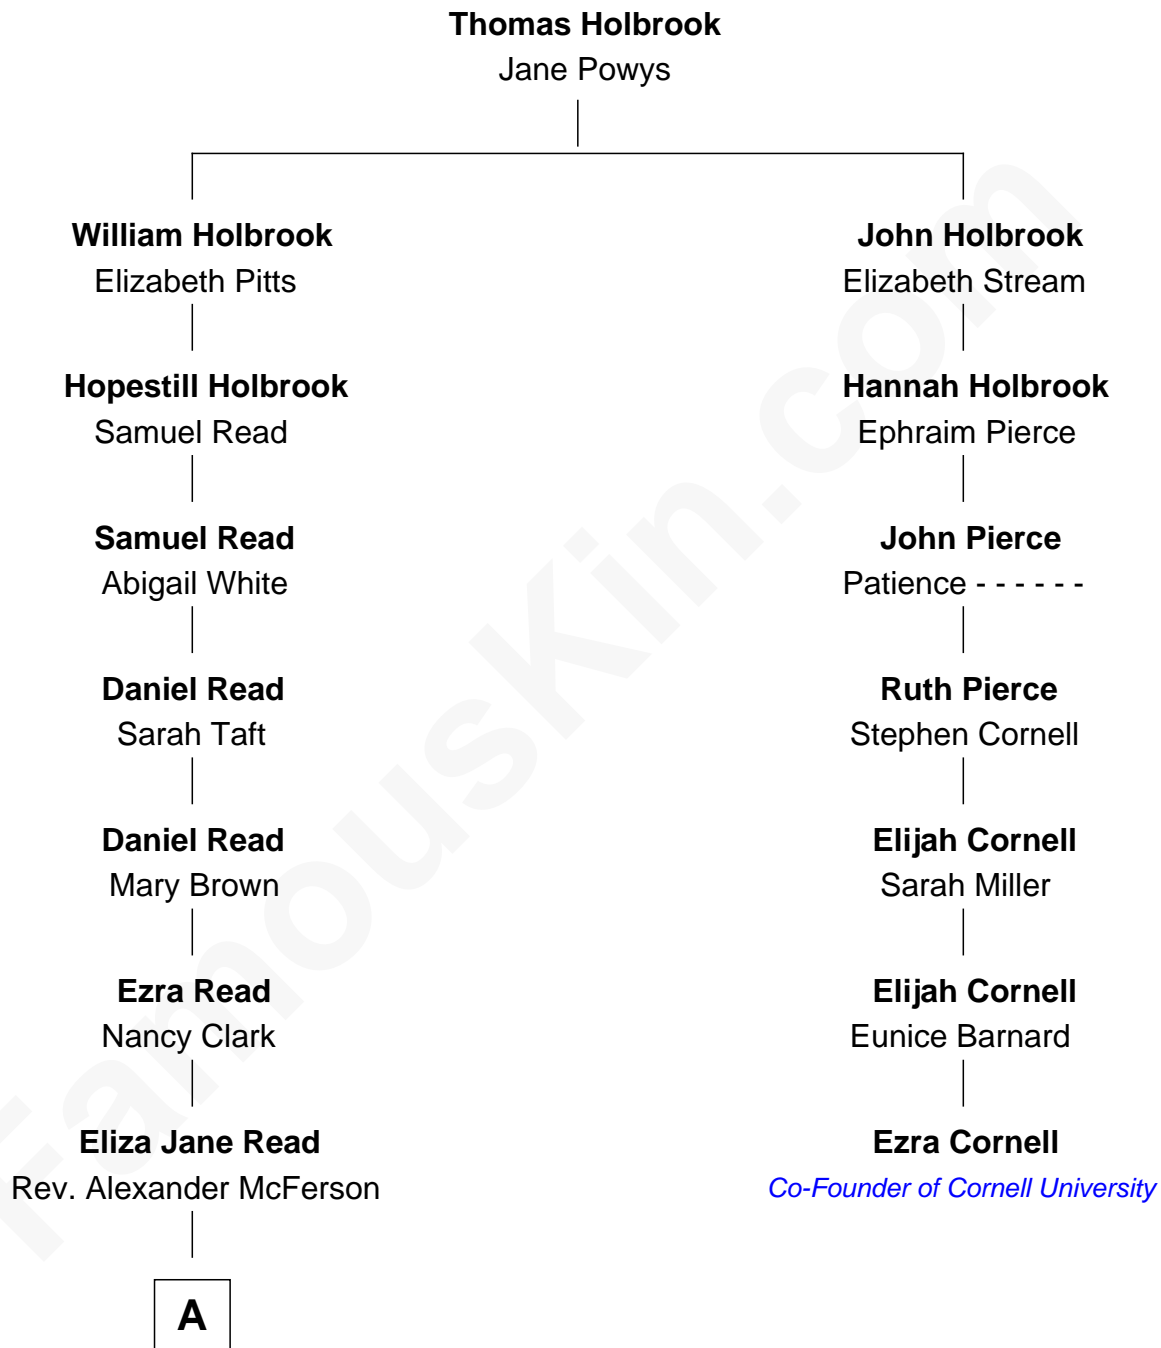 Thomas Holbrook
Jane Powys
William Holbrook
Elizabeth Pitts
John Holbrook
Elizabeth Stream
Hopestill Holbrook
Samuel Read
Hannah Holbrook
Ephraim Pierce
Samuel Read
Abigail White
John Pierce
Patience - - - - - -
Daniel Read
Sarah Taft
Ruth Pierce
Stephen Cornell
Daniel Read
Mary Brown
Elijah Cornell
Sarah Miller
Ezra Read
Nancy Clark
Elijah Cornell
Eunice Barnard
Eliza Jane Read
Rev. Alexander McFerson
Ezra Cornell
Co-Founder of Cornell University
A
FamousKin.com